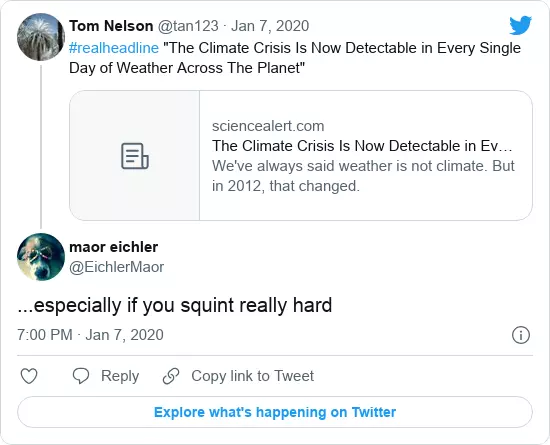 Tom Nelson @tan123 · Jan 7, 2020
#realheadline "The Climate Crisis Is Now Detectable in Every Single
Day of Weather Across The Planet"
sciencealert.com
The Climate Crisis Is Now Detectable in Ev…
We've always said weather is not climate. But
in 2012, that changed.
maor eichler
@EichlerMaor
...especially if you squint really hard
7:00 PM · Jan 7, 2020
Reply
Copy link to Tweet
Explore what's happening on Twitter